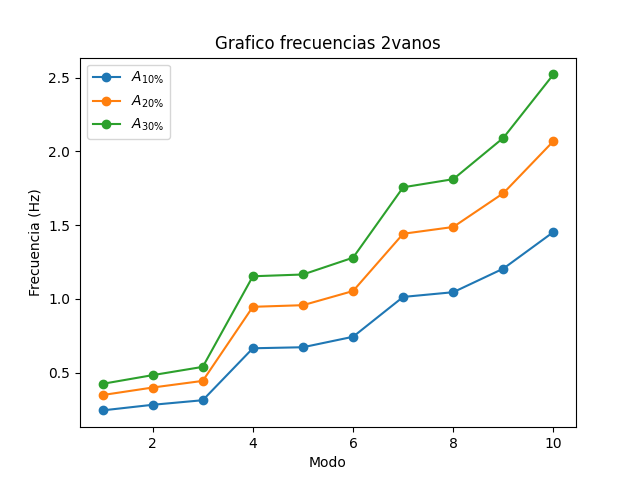 Grafico frecuencias 2vanos
A10%
A20%
A30%
Frecuencia (Hz)
2.5
2.0
1.5
1.0
0.5
2 4 6 8 10
Modo